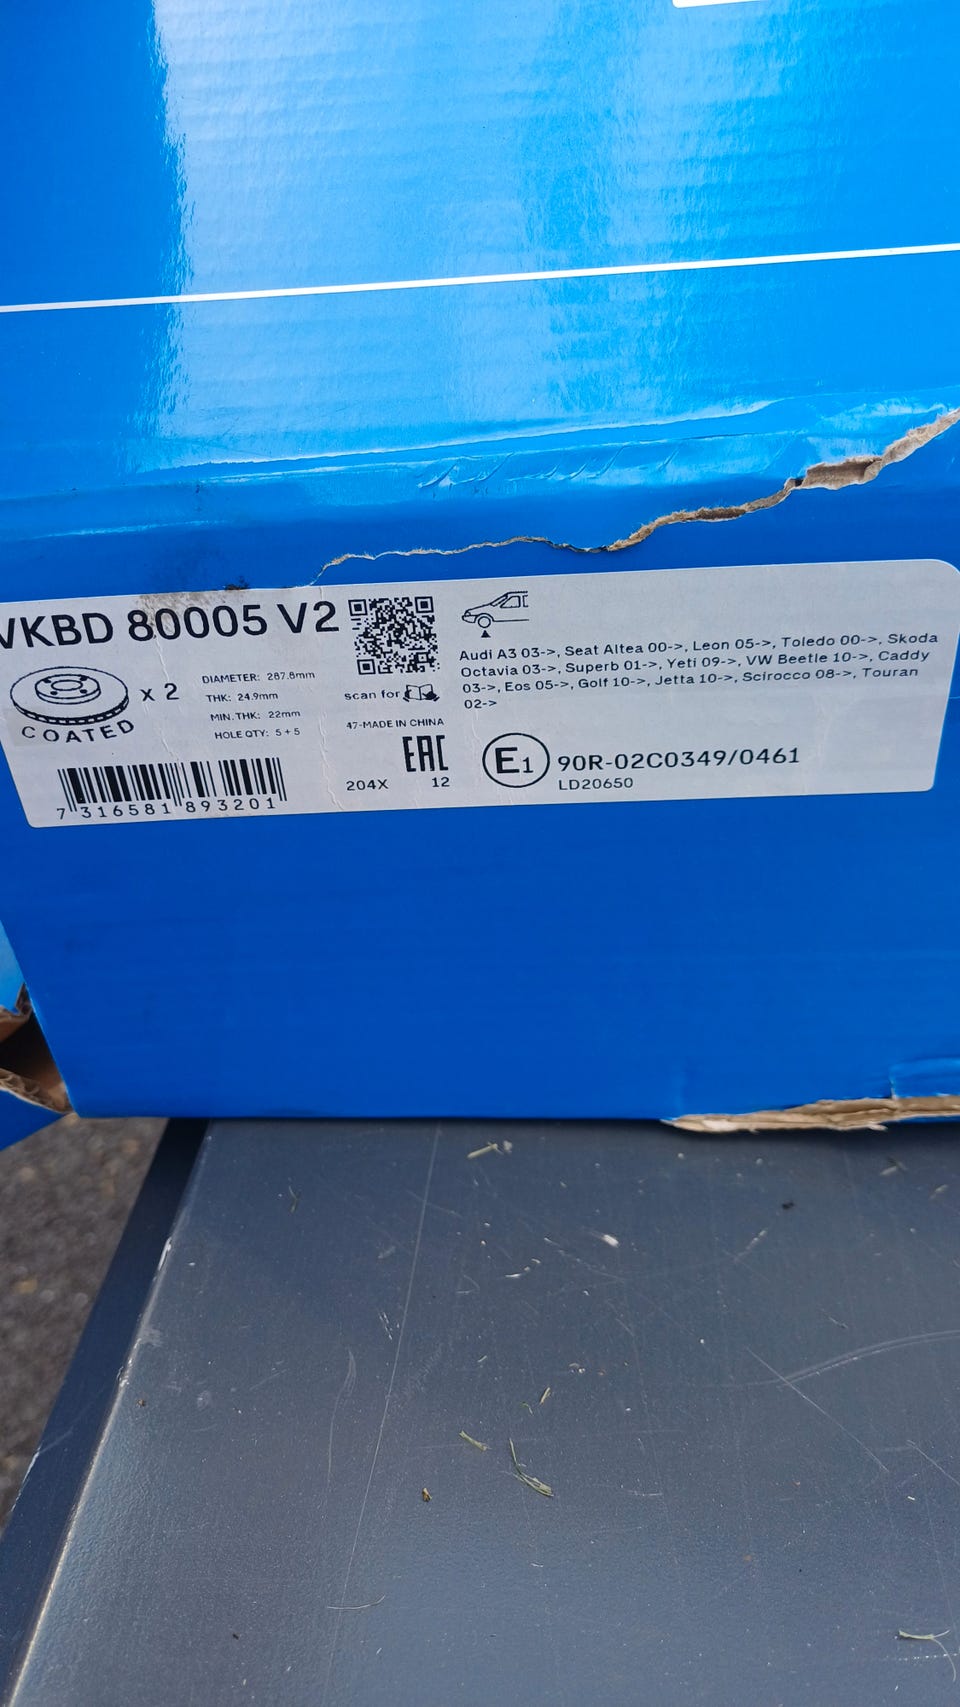 VKBD 80005 V2
x 2
COATED
DIAMETER: 287.8mm
THK: 24.9mm
MIN. THK: 22mm
HOLE QTY: 5 + 5
7 316581 893201
scan for
47-MADE IN CHINA
EAC
204X 12
Audi A3 03->, Seat Altea 00->, Leon 05->, Toledo 00->, Skoda
Octavia 03->, Superb 01->, Yeti 09->, VW Beetle 10->, Caddy
03->, Eos 05->, Golf 10->, Jetta 10->, Scirocco 08->, Touran
02->
E1 90R-02C0349/0461
LD20650